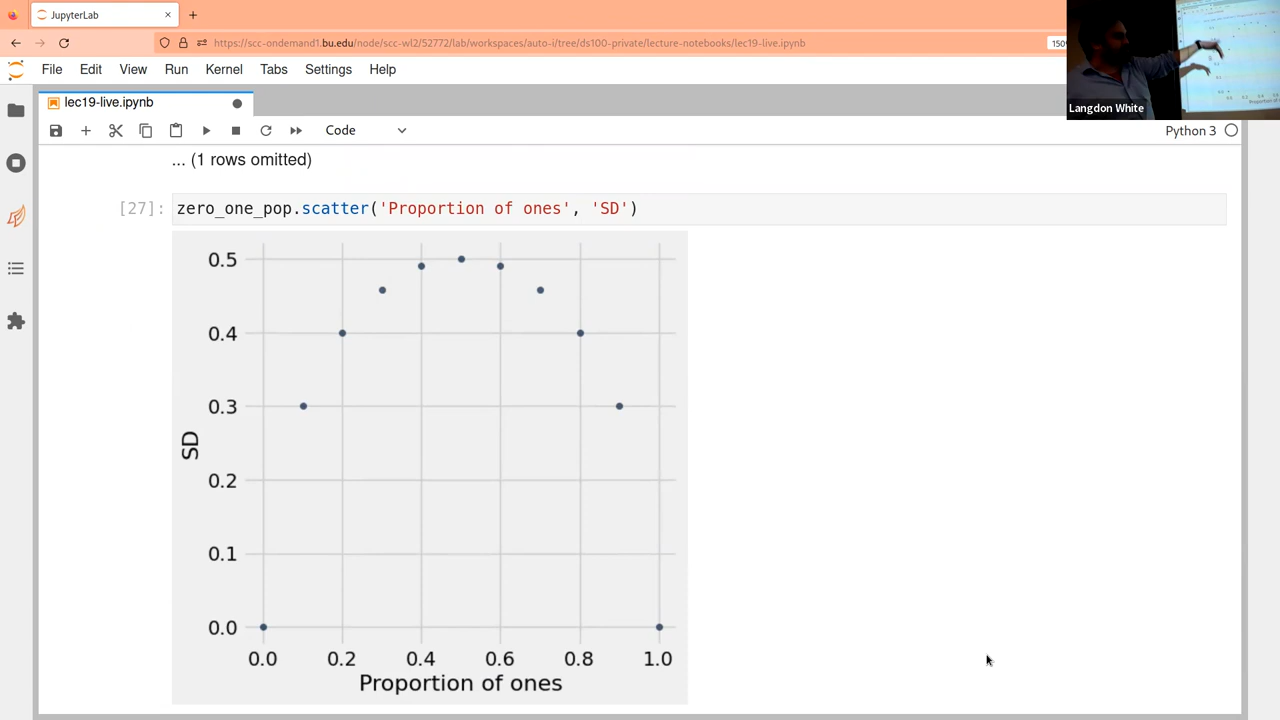 JupyterLab
https://scc-ondemand1.bu.edu/node/scc-wl2/52772/lab/workspaces/auto-i/tree/ds100-private/lecture-notebooks/lec19-live.ipynb
Langdon White
File Edit View Run Kernel Tabs Settings Help
lec19-live.ipynb
Code
Python 3
... (1 rows omitted)
[27]: zero_one_pop.scatter('Proportion of ones', 'SD')
0.5
0.4
0.3
SD
0.2
0.1
0.0
0.0 0.2 0.4 0.6 0.8 1.0
Proportion of ones